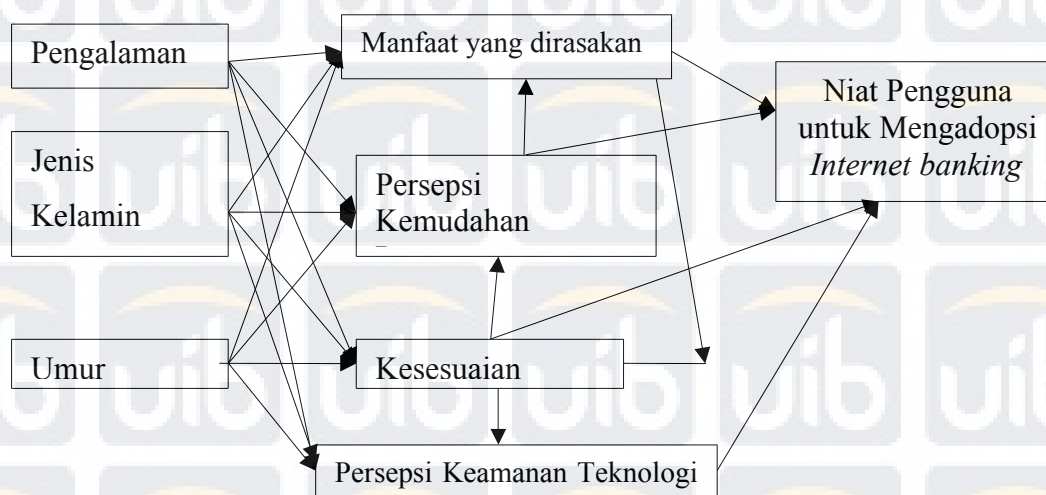 Pengalaman
Manfaat yang dirasakan
Niat Pengguna
untuk Mengadopsi
Internet banking
Jenis
Kelamin
Persepsi
Kemudahan
Umur
Kesesuaian
Persepsi Keamanan Teknologi
uib